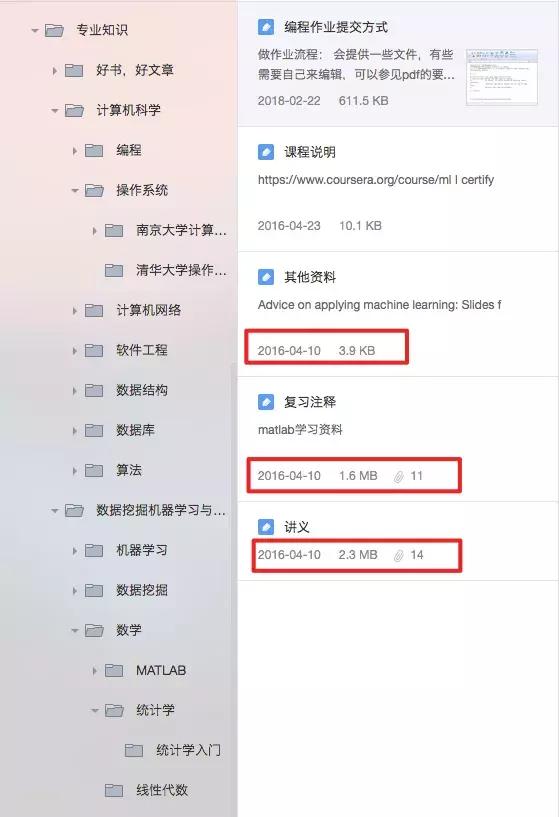 专业知识
好书，好文章
计算机科学
编程
操作系统
南京大学计算...
清华大学操作...
计算机网络
软件工程
数据结构
数据库
算法
数据挖掘机器学习与...
机器学习
数据挖掘
数学
MATLAB
统计学
统计学入门
线性代数
编程作业提交方式
做作业流程： 会提供一些文件，有些
需要自己来编辑，可以参见pdf的要...
2018-02-22 611.5 KB
课程说明
https://www.coursera.org/course/ml I certify
2016-04-23 10.1 KB
其他资料
Advice on applying machine learning: Slides f
2016-04-10 3.9 KB
复习注释
matlab学习资料
2016-04-10 1.6 MB 11
讲义
2016-04-10 2.3 MB 14